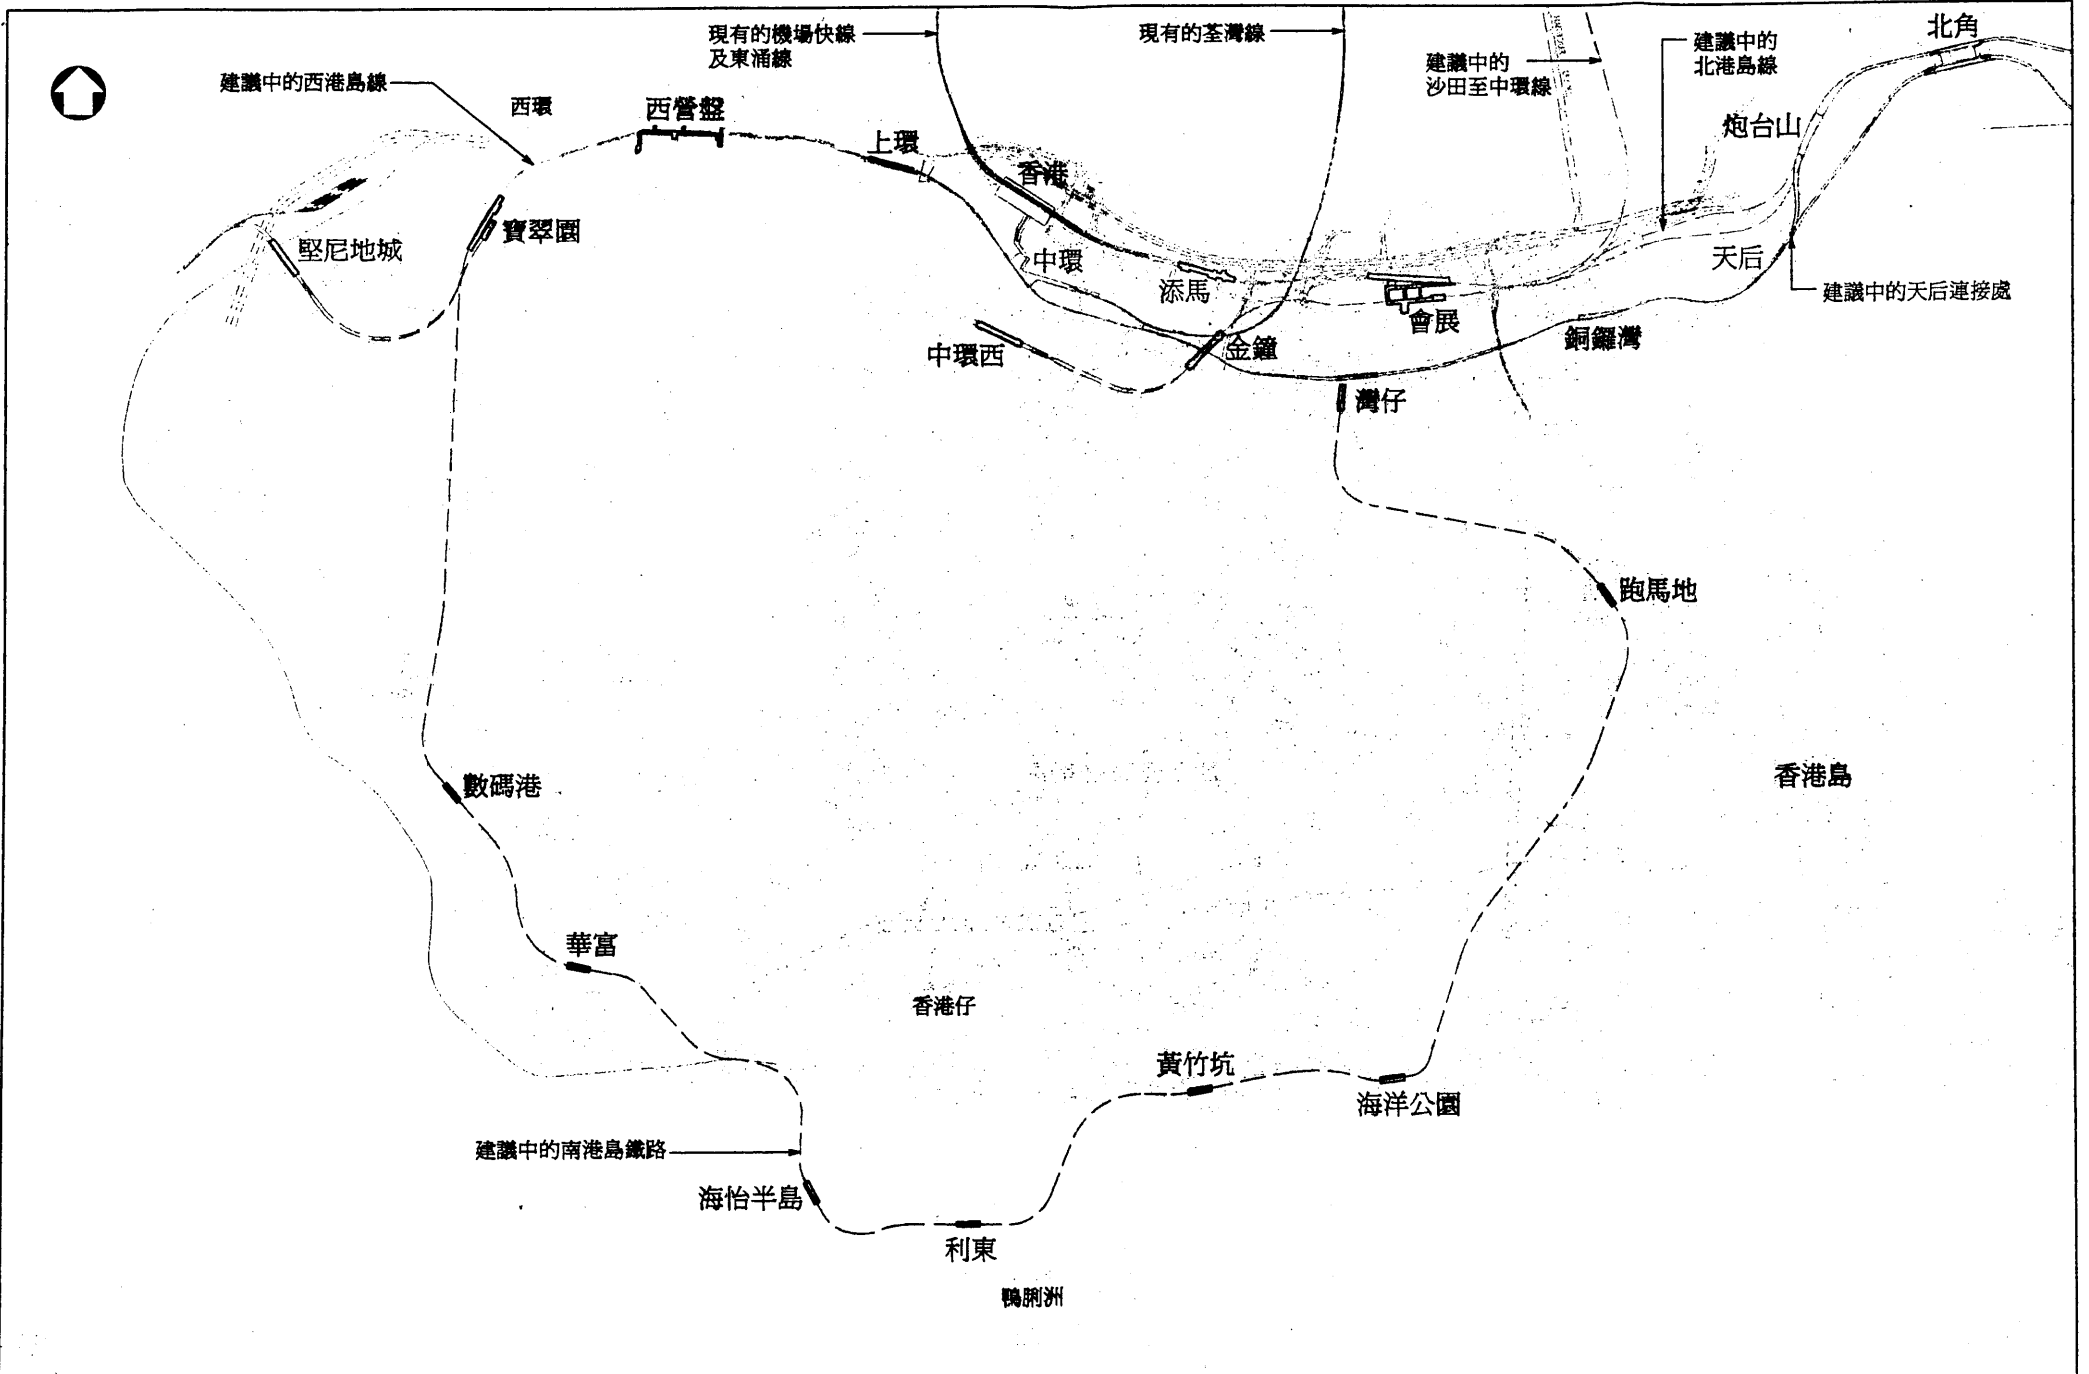 現有的機場快線
及東涌線
現有的荃灣線
建議中的
沙田至中環線
建議中的
北港島線
北角
建議中的西港島線
西環
西營盤
上環
炮台山
香港
寶翠園
堅尼地城
中環
添馬
會展
天后
建議中的天后連接處
中環西
金鐘
銅鑼灣
灣仔
跑馬地
數碼港
香港島
華富
香港仔
黃竹坑
海洋公園
建議中的南港島鐵路
海怡半島
利東
鴨脷洲